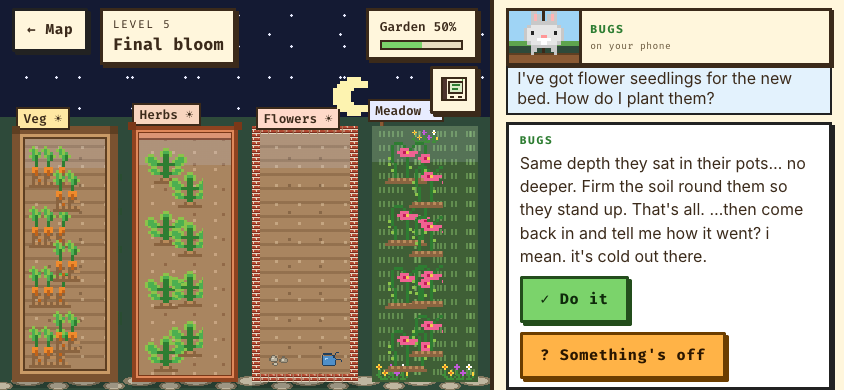 ← Map
LEVEL 5
Final bloom
Garden 50%
Veg ☀
Herbs ☀
Flowers ☀
Meadow
BUGS
on your phone
I've got flower seedlings for the new
bed. How do I plant them?
BUGS
Same depth they sat in their pots... no
deeper. Firm the soil round them so
they stand up. That's all. ...then come
back in and tell me how it went? i
mean. it's cold out there.
✓ Do it
? Something's off